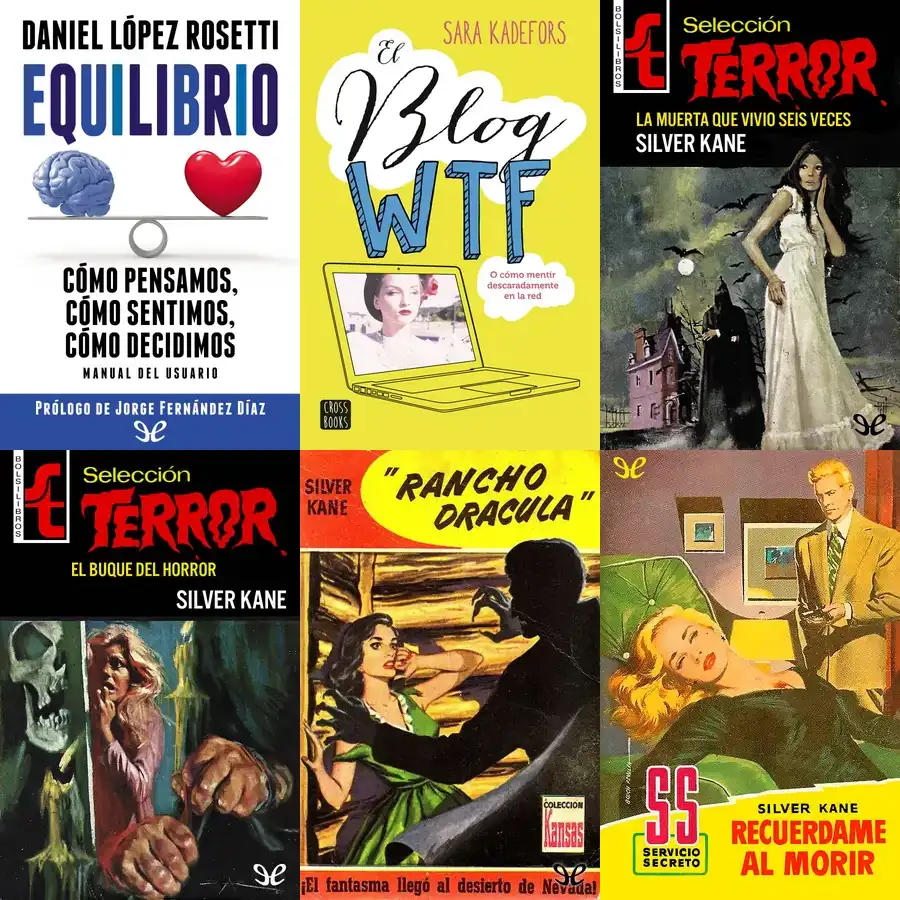 DANIEL LÓPEZ ROSETTI
EQUILIBRIO
CÓMO PENSAMOS,
CÓMO SENTIMOS,
CÓMO DECIDIMOS
MANUAL DEL USUARIO
PRÓLOGO DE JORGE FERNÁNDEZ DÍAZ
SARA KADEFORS
El
Blog
WTF
O cómo mentir
descaradamente
en la red
CROSS
BOOKS
BOLSILIBROS
Selección
TERROR
LA MUERTA QUE VIVIO SEÌS VECES
SILVER KANE
BOLSILIBROS
Selección
TERROR
EL BUQUE DEL HORROR
SILVER KANE
SILVER
KANE
"RANCHO
DRACULA"
COLECCION
Kansas
¡El fantasma llegó al desierto de Nevada!
SS
SERVICIO
SECRETO
SILVER KANE
RECUERDAME
AL MORIR